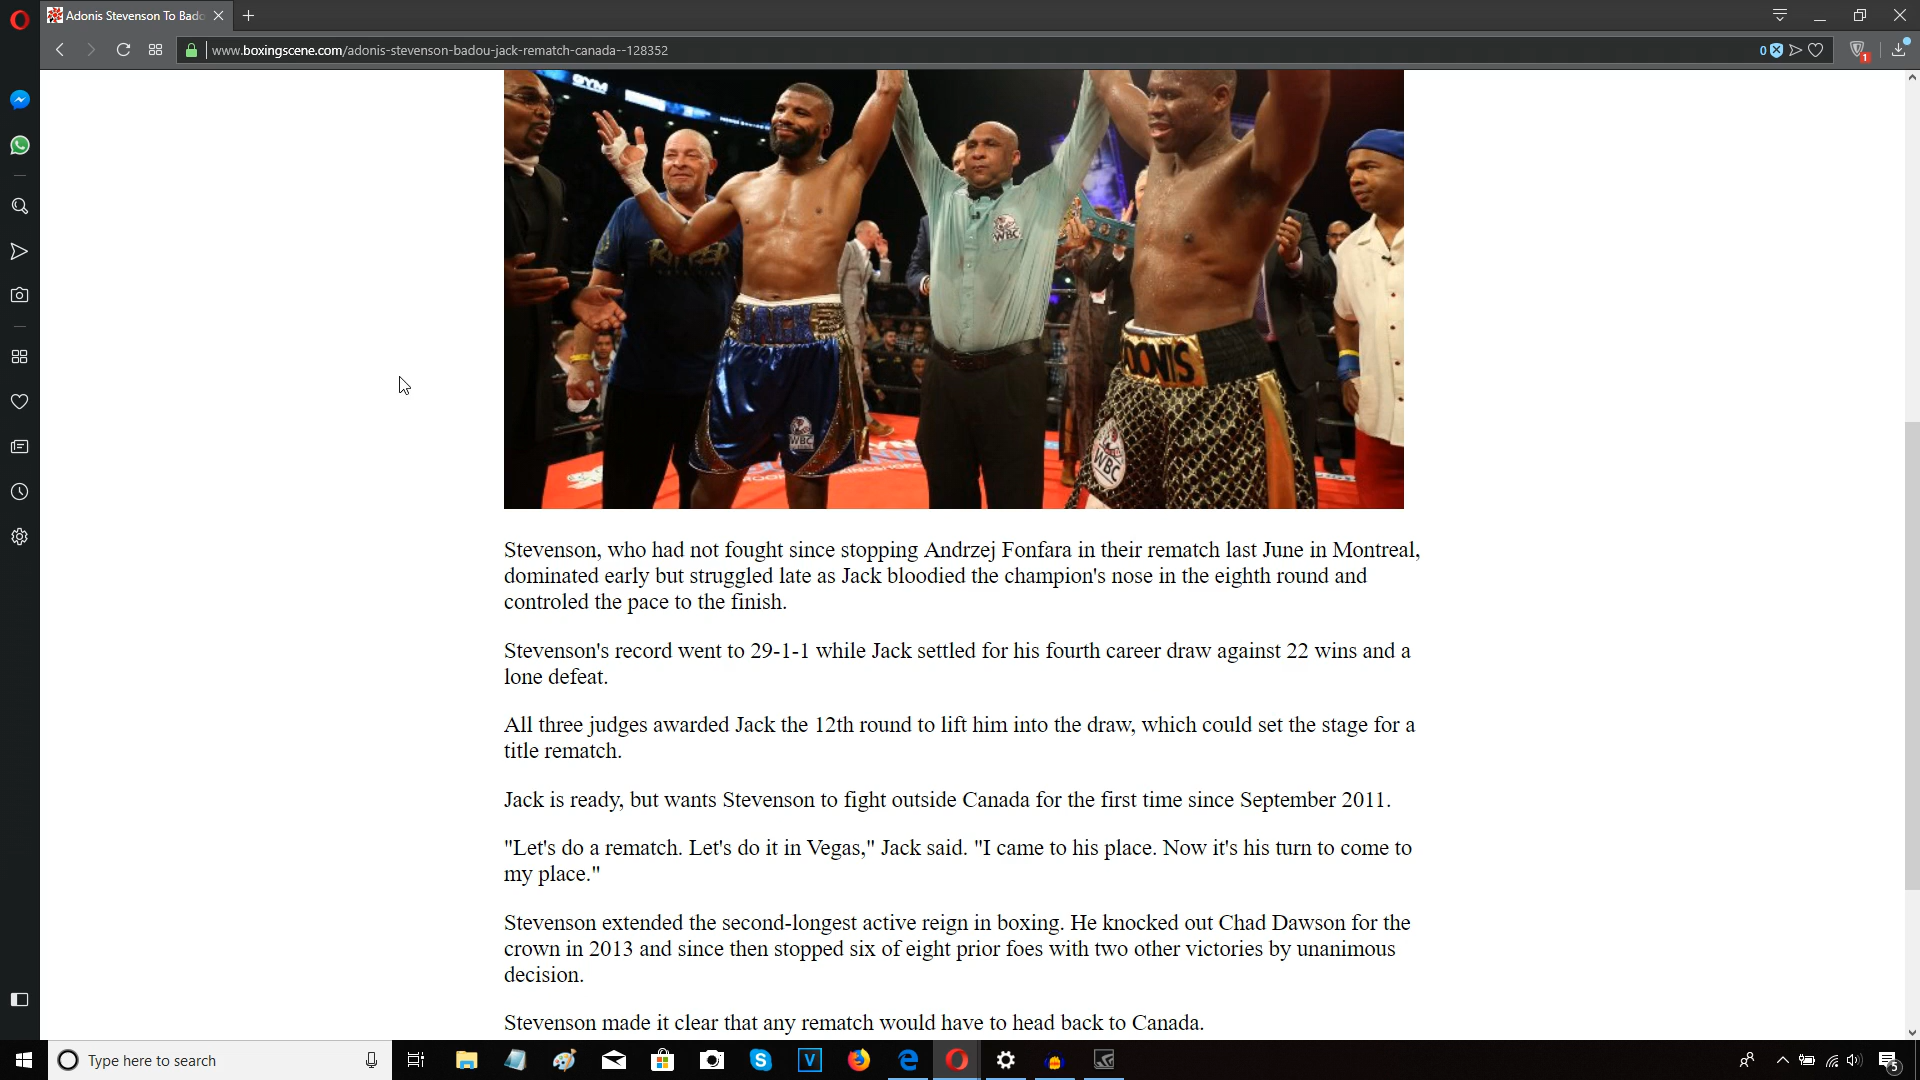 Adonis Stevenson To Bado
www.boxingscene.com/adonis-stevenson-badou-jack-rematch-canada--128352
0
1
GYM
JACK
WBC
WBC
DONIS
WBC
Stevenson, who had not fought since stopping Andrzej Fonfara in their rematch last June in Montreal,
dominated early but struggled late as Jack bloodied the champion's nose in the eighth round and
controled the pace to the finish.
Stevenson's record went to 29-1-1 while Jack settled for his fourth career draw against 22 wins and a
lone defeat.
All three judges awarded Jack the 12th round to lift him into the draw, which could set the stage for a
title rematch.
Jack is ready, but wants Stevenson to fight outside Canada for the first time since September 2011.
"Let's do a rematch. Let's do it in Vegas," Jack said. "I came to his place. Now it's his turn to come to
my place."
Stevenson extended the second-longest active reign in boxing. He knocked out Chad Dawson for the
crown in 2013 and since then stopped six of eight prior foes with two other victories by unanimous
decision.
Stevenson made it clear that any rematch would have to head back to Canada.
Type here to search
V
5